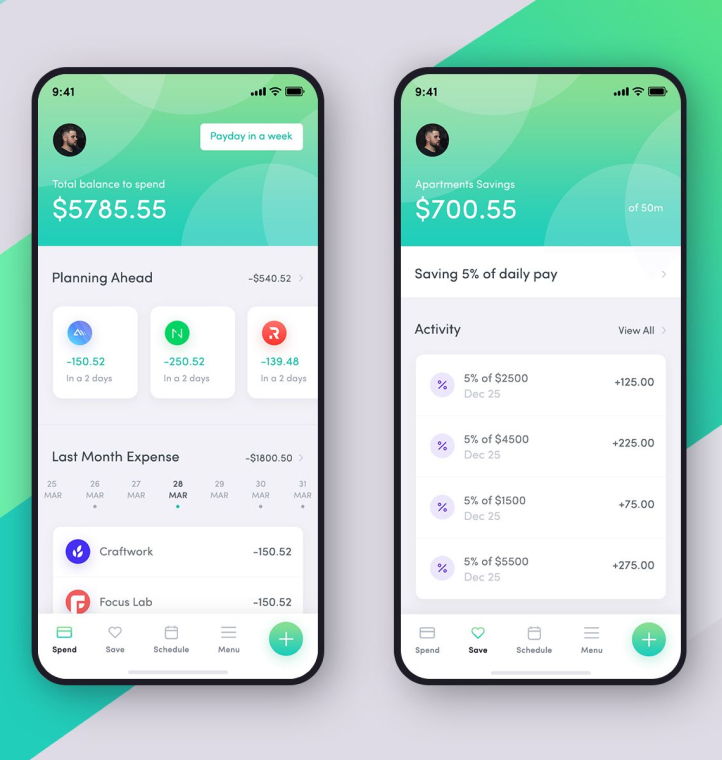 9:41
Payday in a week
Total balance to spend
$5785.55
Planning Ahead
-$540.52
-150.52
In a 2 days
-250.52
In a 2 days
-139.48
In a 2 days
Last Month Expense
-$1800.50
25 MAR
26 MAR
27 MAR
28 MAR
29 MAR
30 MAR
31 MAR
Craftwork
-150.52
Focus Lab
-150.52
Spend
Save
Schedule
Menu
9:41
Apartments Savings
$700.55
of 50m
Saving 5% of daily pay
Activity
View All
5% of $2500
Dec 25
+125.00
5% of $4500
Dec 25
+225.00
5% of $1500
Dec 25
+75.00
5% of $5500
Dec 25
+275.00
Spend
Save
Schedule
Menu